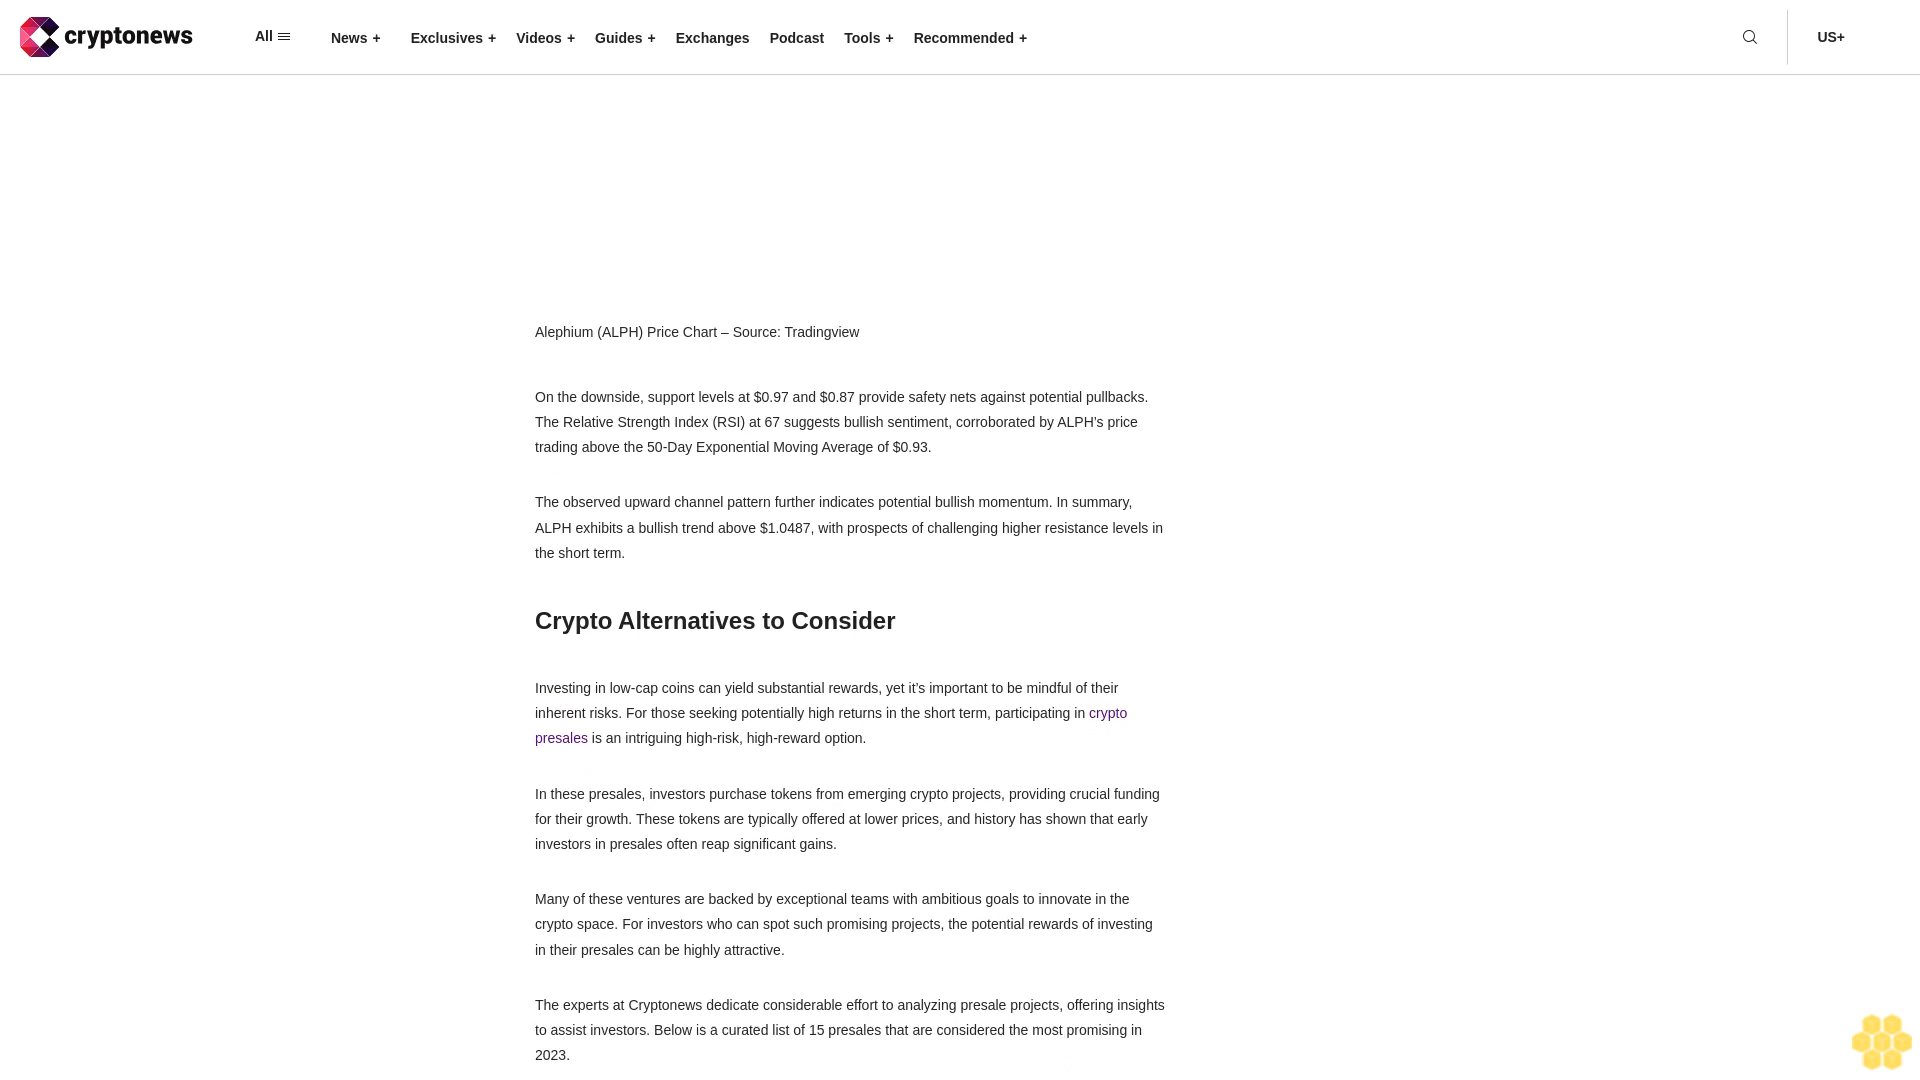 cryptonews
All
News +
Exclusives +
Videos +
Guides +
Exchanges
Podcast
Tools +
Recommended +
US+
Alephium (ALPH) Price Chart – Source: Tradingview
On the downside, support levels at $0.97 and $0.87 provide safety nets against potential pullbacks.
The Relative Strength Index (RSI) at 67 suggests bullish sentiment, corroborated by ALPH’s price
trading above the 50-Day Exponential Moving Average of $0.93.
The observed upward channel pattern further indicates potential bullish momentum. In summary,
ALPH exhibits a bullish trend above $1.0487, with prospects of challenging higher resistance levels in
the short term.
Crypto Alternatives to Consider
Investing in low-cap coins can yield substantial rewards, yet it’s important to be mindful of their
inherent risks. For those seeking potentially high returns in the short term, participating in crypto
presales is an intriguing high-risk, high-reward option.
In these presales, investors purchase tokens from emerging crypto projects, providing crucial funding
for their growth. These tokens are typically offered at lower prices, and history has shown that early
investors in presales often reap significant gains.
Many of these ventures are backed by exceptional teams with ambitious goals to innovate in the
crypto space. For investors who can spot such promising projects, the potential rewards of investing
in their presales can be highly attractive.
The experts at Cryptonews dedicate considerable effort to analyzing presale projects, offering insights
to assist investors. Below is a curated list of 15 presales that are considered the most promising in
2023.